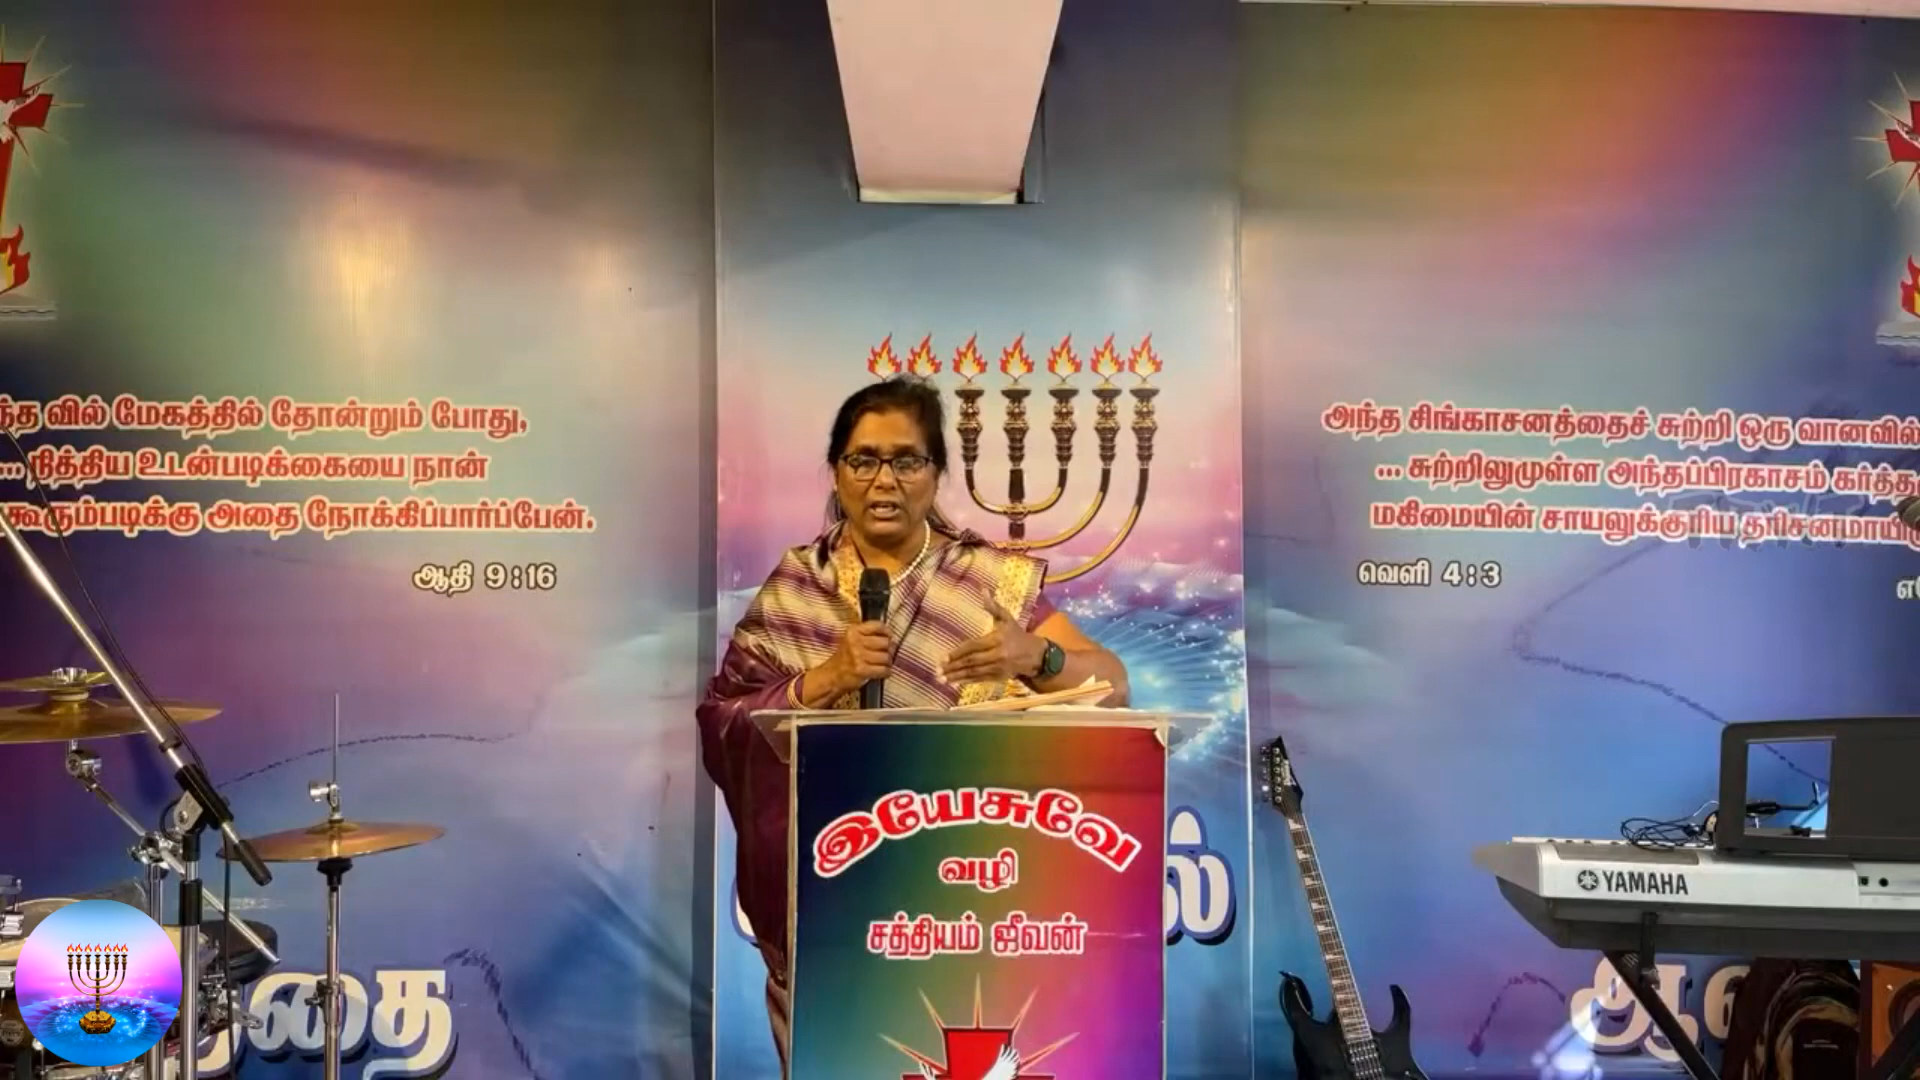 வில் மேகத்தில் தோன்றும் போது,
... நித்திய உடன்படிக்கையை நான்
கூரும்படிக்கு அதை நோக்கிப்பார்ப்பேன்.
ஆதி 9:16
அந்த சிங்காசனத்தைச் சுற்றி ஒரு வானவில்
... சுற்றிலுமுள்ள அந்தப்பிரகாசம்
மகிமையின் சாயலுக்குரிய
வெளி 4:3
இயேசுவே
வழி
சத்தியம் ஜீவன்
YAMAHA